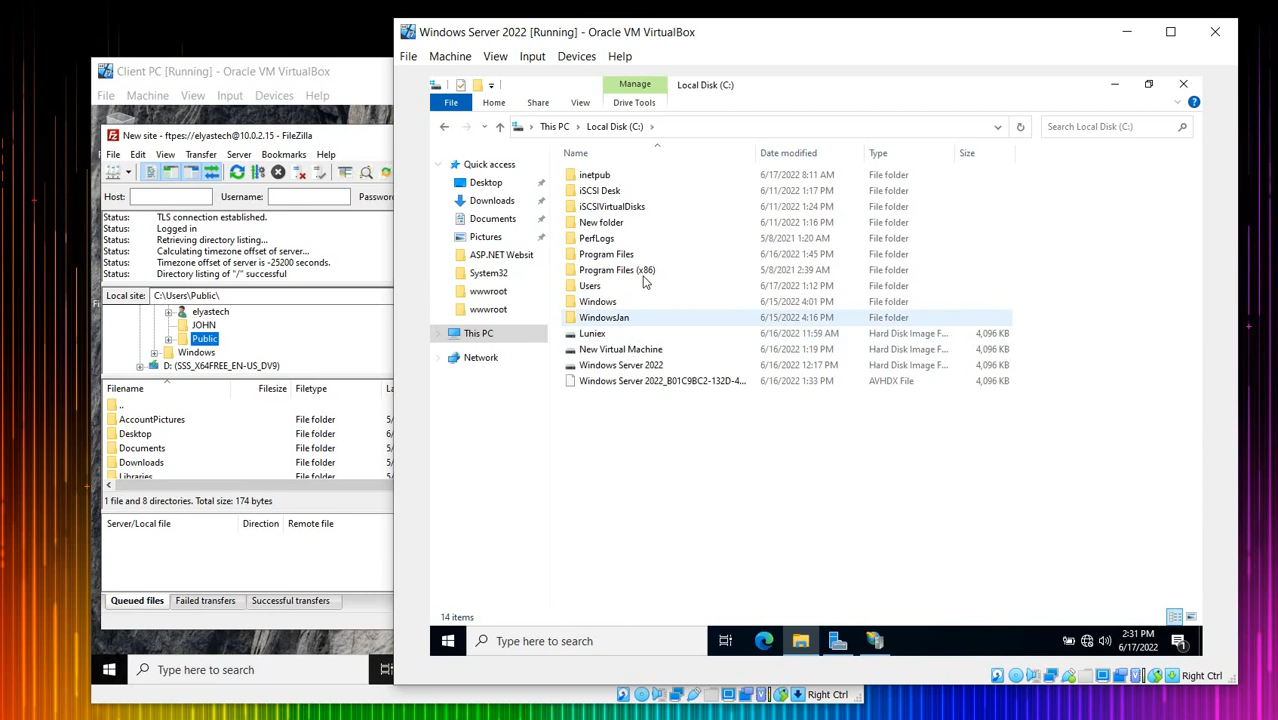 Windows Server 2022 [Running] - Oracle VM VirtualBox
File Machine View Input Devices Help
Client PC [Running] - Oracle VM VirtualBox
File Machine View Input Devices Help
New site - ftpes://elyastech@10.0.2.15 - FileZilla
File Edit View Transfer Server Bookmarks Help
Host: Username: Password
Status: TLS connection established.
Status: Logged in
Status: Retrieving directory listing...
Status: Calculating timezone offset of server...
Status: Timezone offset of server is -25200 seconds.
Status: Directory listing of "/" successful
Local site: C:\Users\Public\
elyastech
JOHN
Public
Windows
D: (SSS_X64FREE_EN-US_DV9)
Filename Filesize Filetype La
..
AccountPictures File folder 5/
Desktop File folder 6/
Documents File folder 5/
Downloads File folder 5/
Libraries File folder 5/
1 file and 8 directories. Total size: 174 bytes
Server/Local file Direction Remote file
Queued files Failed transfers Successful transfers
Type here to search
Right Ctrl
Manage Local Disk (C:)
File Home Share View Drive Tools
This PC Local Disk (C:) Search Local Disk (C:)
Quick access
Desktop
Downloads
Documents
Pictures
ASP.NET Websit
System32
wwwroot
wwwroot
This PC
Network
Name Date modified Type Size
inetpub 6/17/2022 8:11 AM File folder
iSCSI Desk 6/11/2022 1:17 PM File folder
iSCSIVirtualDisks 6/11/2022 1:24 PM File folder
New folder 6/11/2022 1:16 PM File folder
PerfLogs 5/8/2021 1:20 AM File folder
Program Files 6/16/2022 1:45 PM File folder
Program Files (x86) 5/8/2021 2:39 AM File folder
Users 6/17/2022 1:12 PM File folder
Windows 6/15/2022 4:01 PM File folder
WindowsJan 6/15/2022 4:16 PM File folder
Luniex 6/16/2022 11:59 AM Hard Disk Image F... 4,096 KB
New Virtual Machine 6/16/2022 1:19 PM Hard Disk Image F... 4,096 KB
Windows Server 2022 6/16/2022 12:17 PM Hard Disk Image F... 4,096 KB
Windows Server 2022_B01C9BC2-132D-4... 6/16/2022 1:33 PM AVHDX File 4,096 KB
14 items
Type here to search
2:31 PM
6/17/2022
1
Right Ctrl